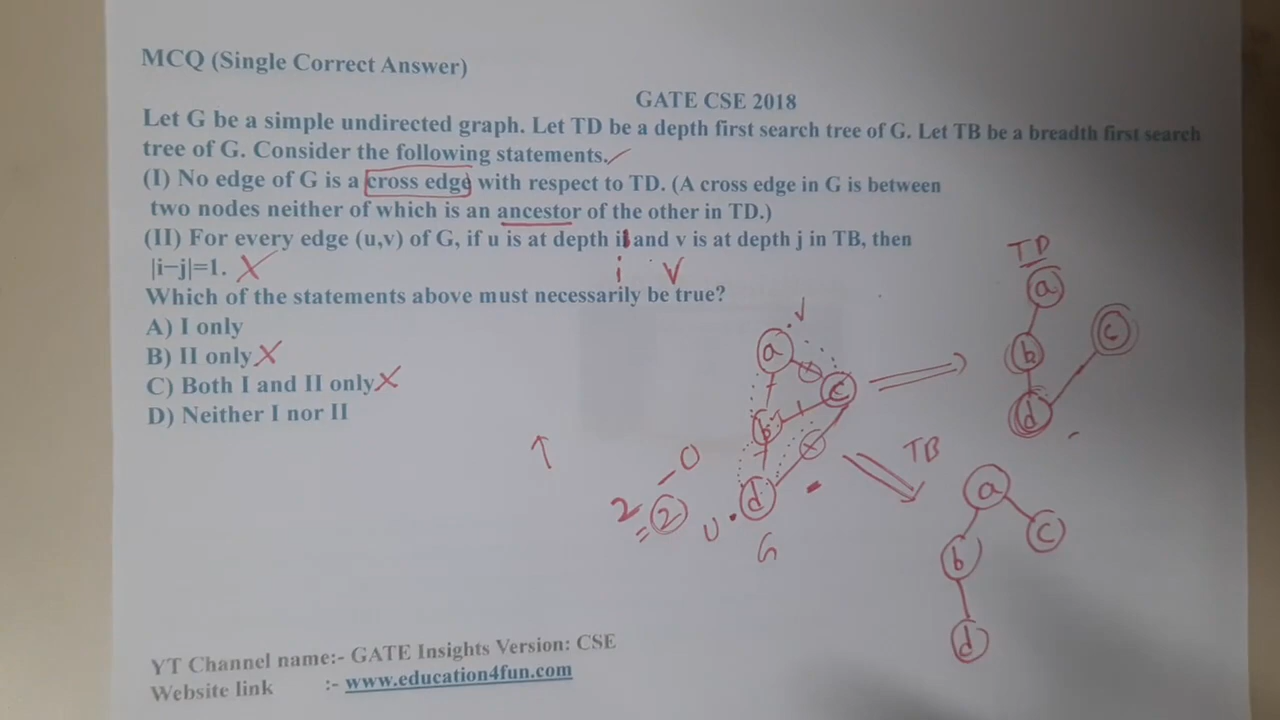 MCQ (Single Correct Answer)
GATE CSE 2018
Let G be a simple undirected graph. Let TD be a depth first search tree of G. Let TB be a breadth first search
tree of G. Consider the following statements.
(I) No edge of G is a cross edge with respect to TD. (A cross edge in G is between
two nodes neither of which is an ancestor of the other in TD.)
(II) For every edge (u,v) of G, if u is at depth i and v is at depth j in TB, then
|i−j|=1. X
i V
Which of the statements above must necessarily be true?
A) I only
B) II only X
C) Both I and II only X
D) Neither I nor II
TD
a
b
c
d
V
a
c
b
d
U
G
2 - 0
2 =
TB
a
b
c
d
YT Channel name:- GATE Insights Version: CSE
Website link :- www.education4fun.com